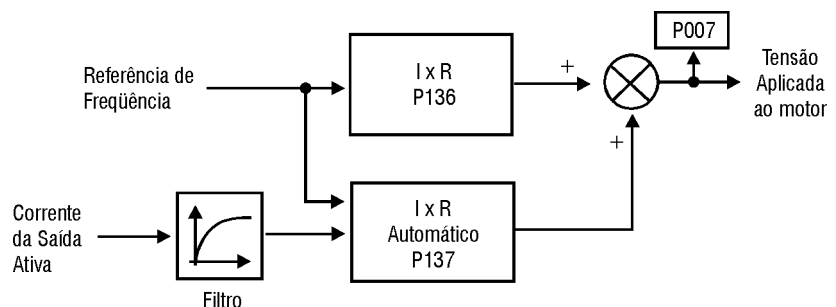 P007
Referência de
Freqüência
I x R
P136
+
Tensão
Aplicada
ao motor
+
Corrente
da Saída
Ativa
Filtro
I x R
Automático
P137